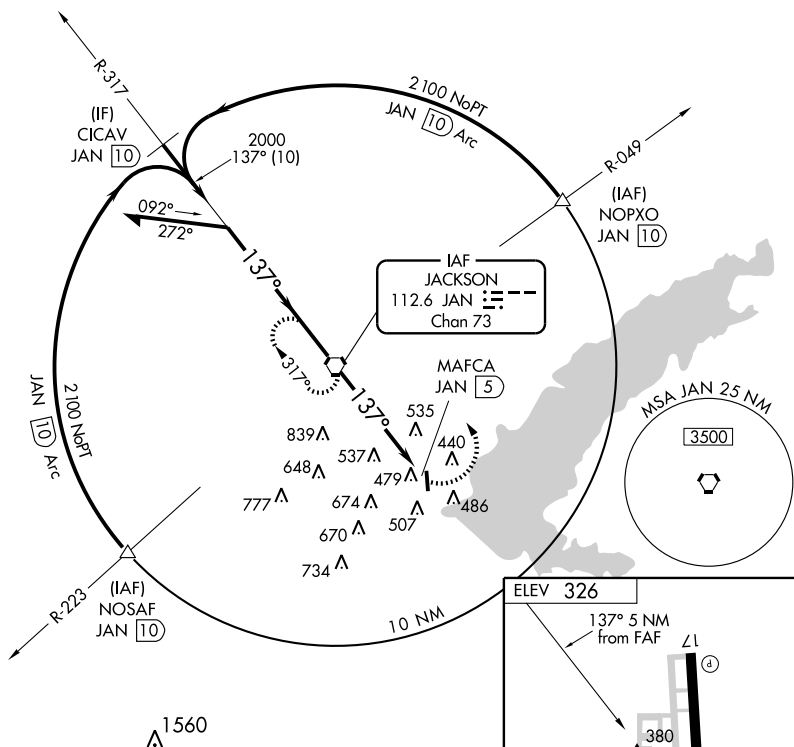 R-317
(IF)
CICAV
JAN 10
2100 NoPT
JAN 10 Arc
2000
137° (10)
R-049
(IAF)
NOPXO
JAN 10
092°
272°
137°
IAF
JACKSON
112.6 JAN
Chan 73
317°
137°
MAFCA
JAN 5
2100 NoPT
JAN 10 Arc
535
839
440
537
648
479
777
674
486
507
670
734
MSA JAN 25 NM
3500
R-223
(IAF)
NOSAF
JAN 10
10 NM
ELEV 326
137° 5 NM
from FAF
17
P
380
1560